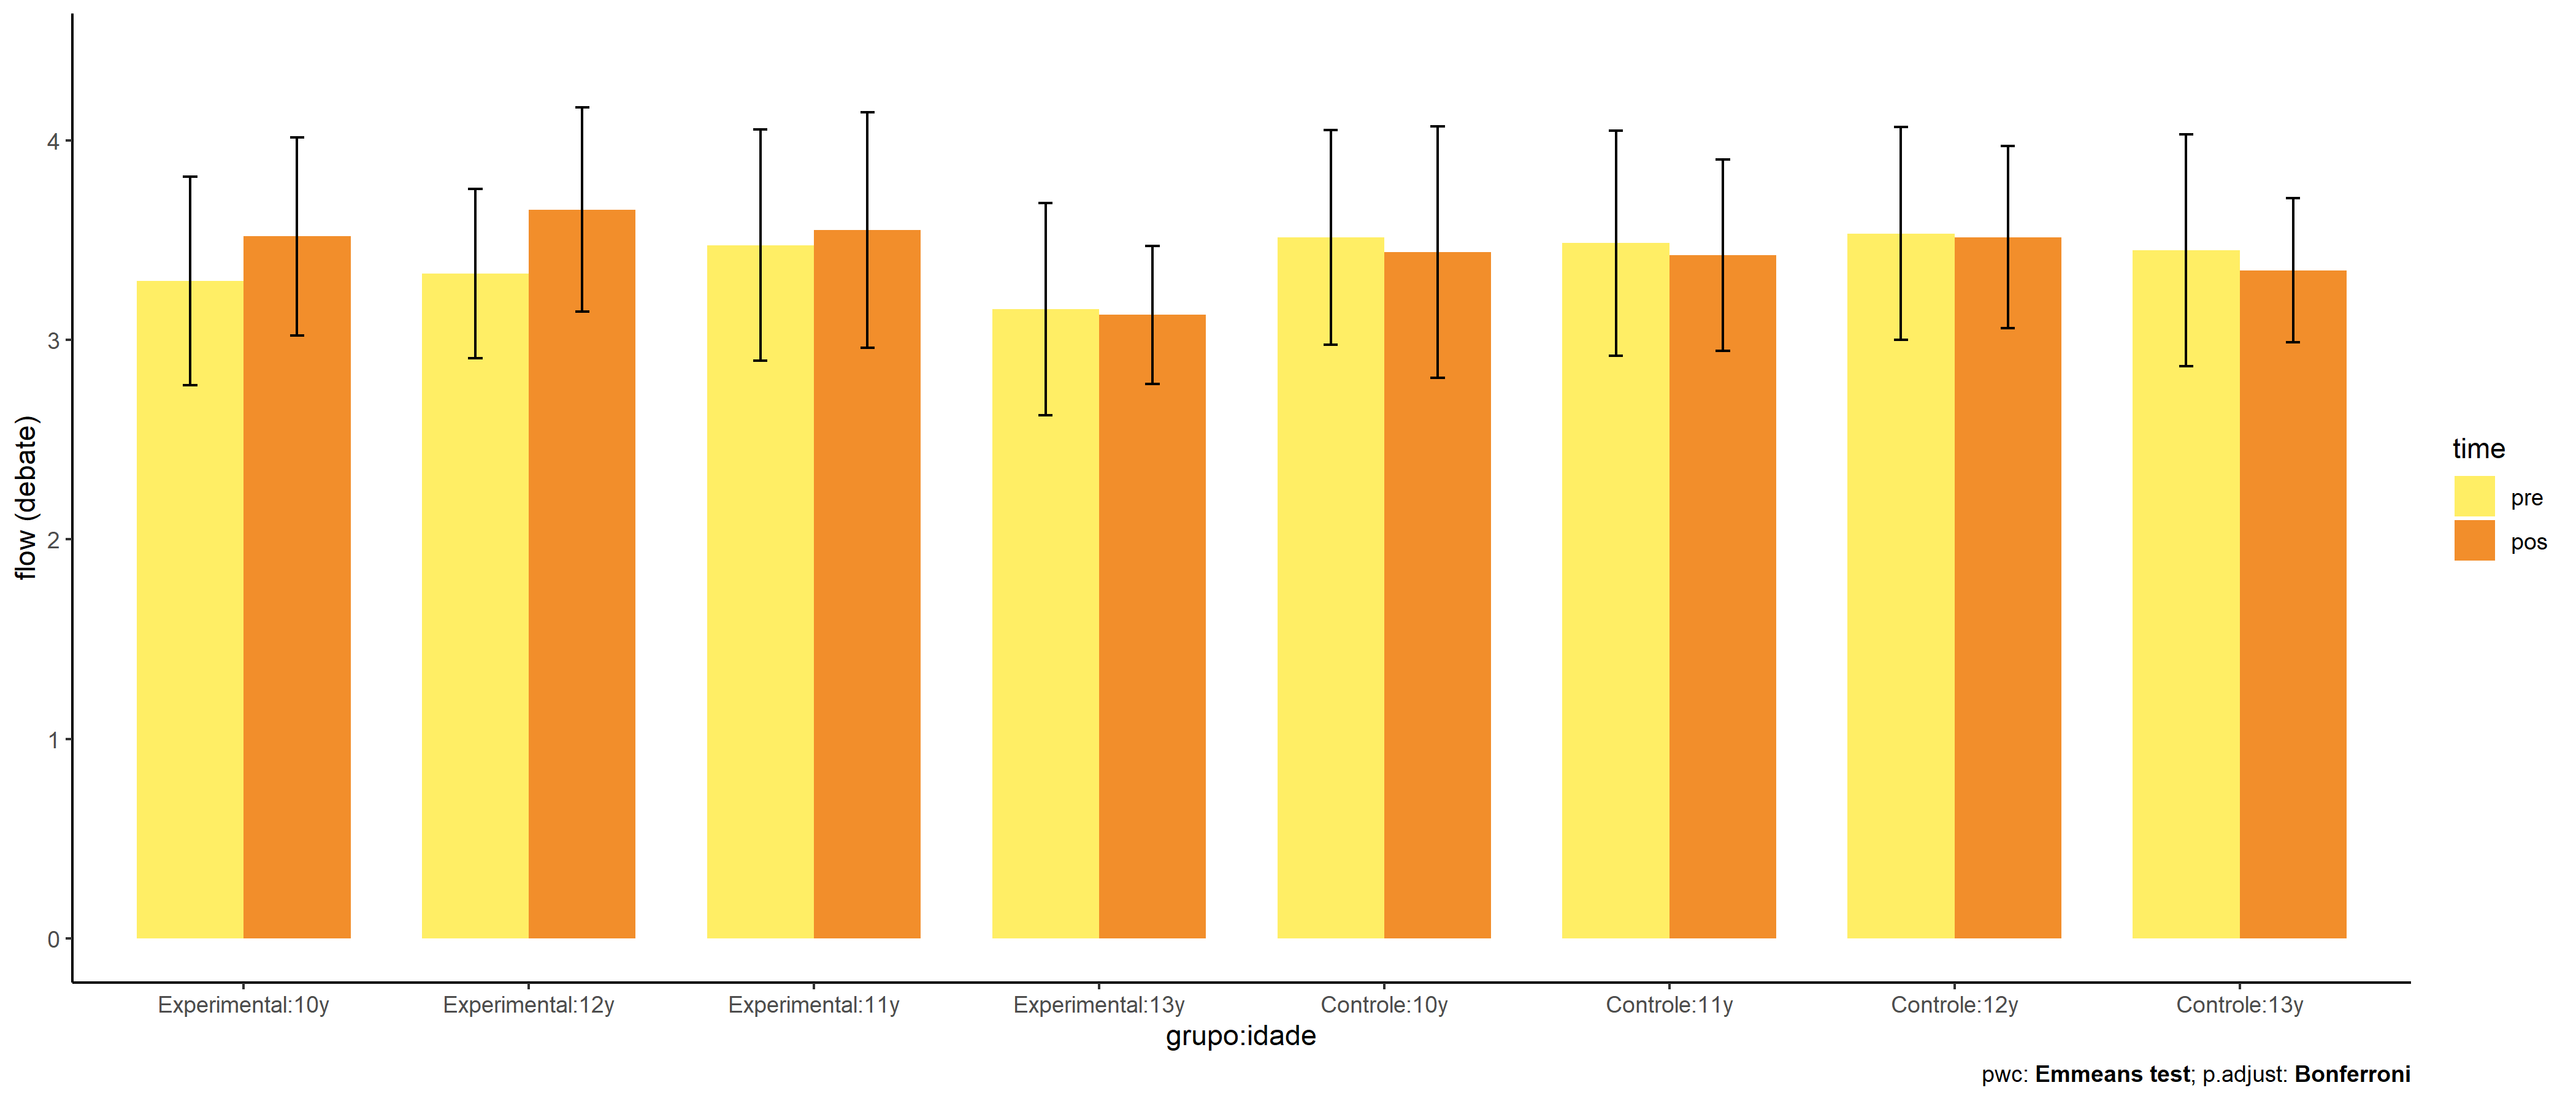 flow (debate)
4
3
2
1
0
Experimental:10y Experimental:12y Experimental:11y Experimental:13y Controle:10y Controle:11y Controle:12y Controle:13y
grupo:idade
time
pre
pos
pwc: Emmeans test; p.adjust: Bonferroni